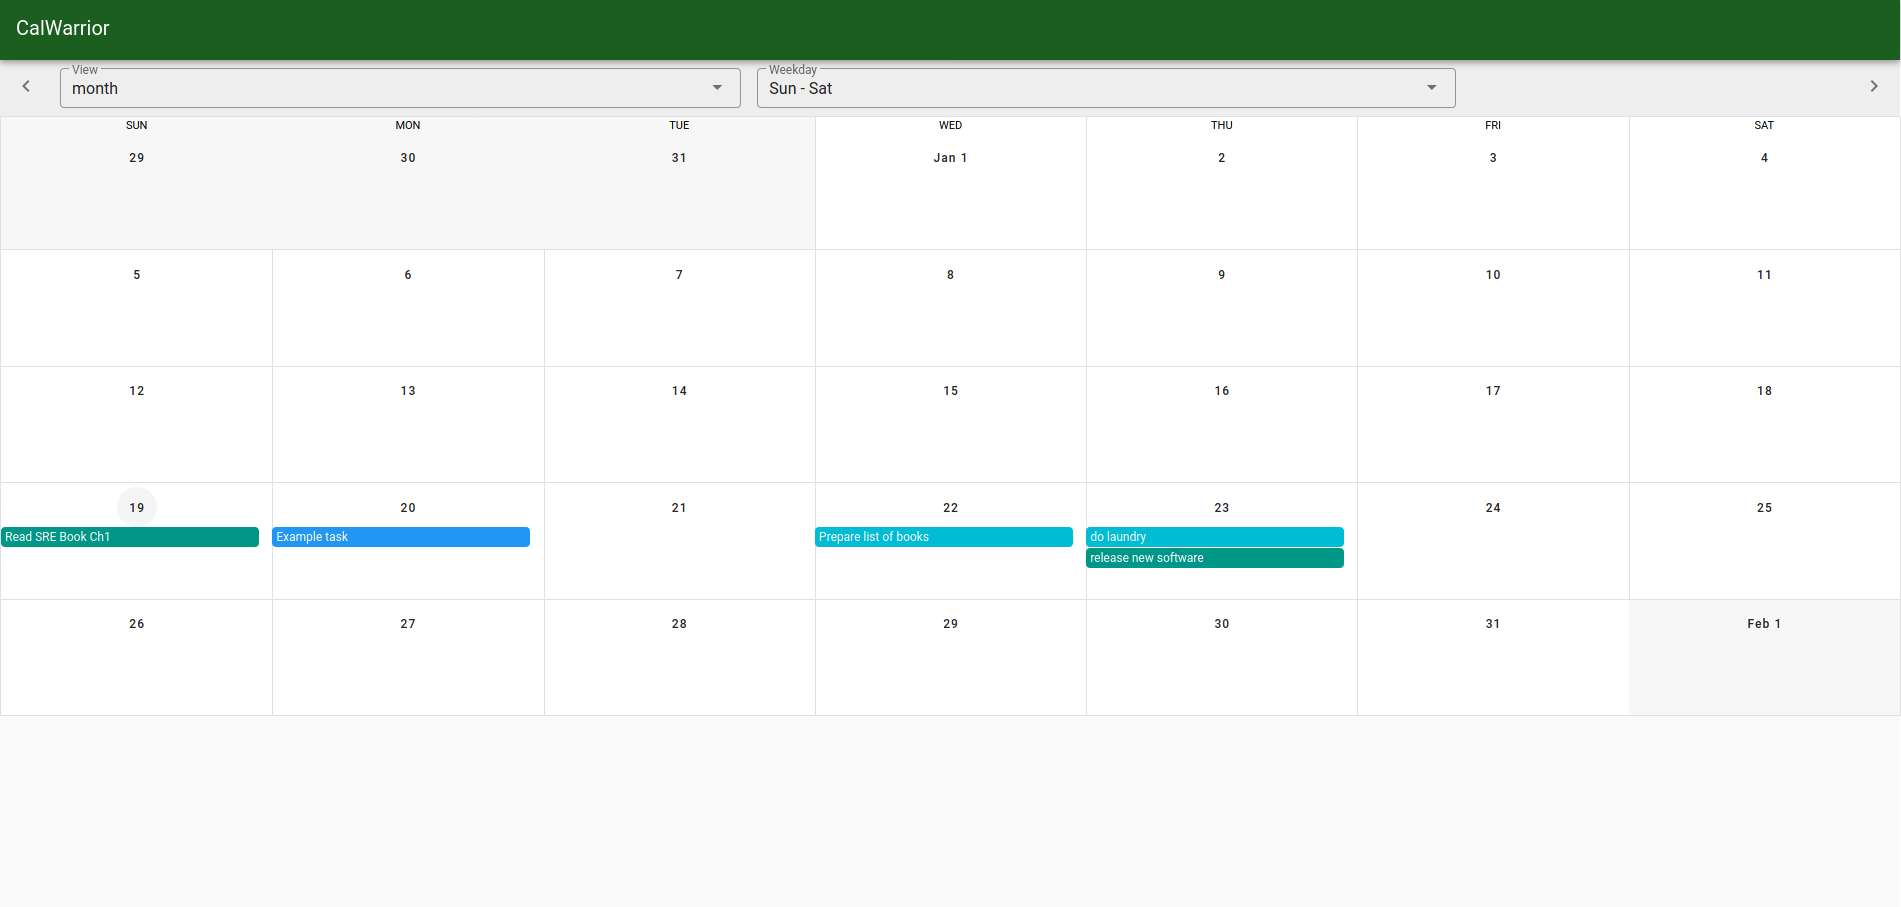 CalWarrior
View
month
Weekday
Sun - Sat
SUN MON TUE WED THU FRI SAT
29 30 31 Jan 1 2 3 4
5 6 7 8 9 10 11
12 13 14 15 16 17 18
19 20 21 22 23 24 25
Read SRE Book Ch1 Example task Prepare list of books do laundry
release new software
26 27 28 29 30 31 Feb 1